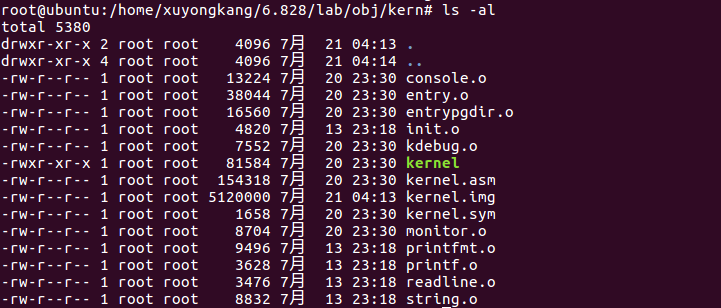 root@ubuntu:/home/xuyongkang/6.828/lab/obj/kern# ls -al
total 5380
drwxr-xr-x 2 root root    4096 7月  21 04:13 .
drwxr-xr-x 4 root root    4096 7月  21 04:14 ..
-rw-r--r-- 1 root root   13224 7月  20 23:30 console.o
-rw-r--r-- 1 root root   38044 7月  20 23:30 entry.o
-rw-r--r-- 1 root root   16560 7月  20 23:30 entrypgdir.o
-rw-r--r-- 1 root root    4820 7月  13 23:18 init.o
-rw-r--r-- 1 root root    7552 7月  20 23:30 kdebug.o
-rwxr-xr-x 1 root root   81584 7月  20 23:30 kernel
-rw-r--r-- 1 root root  154318 7月  20 23:30 kernel.asm
-rw-r--r-- 1 root root 5120000 7月  21 04:13 kernel.img
-rw-r--r-- 1 root root    1658 7月  20 23:30 kernel.sym
-rw-r--r-- 1 root root    8704 7月  20 23:30 monitor.o
-rw-r--r-- 1 root root    9496 7月  13 23:18 printfmt.o
-rw-r--r-- 1 root root    3628 7月  13 23:18 printf.o
-rw-r--r-- 1 root root    3476 7月  13 23:18 readline.o
-rw-r--r-- 1 root root    8832 7月  13 23:18 string.o